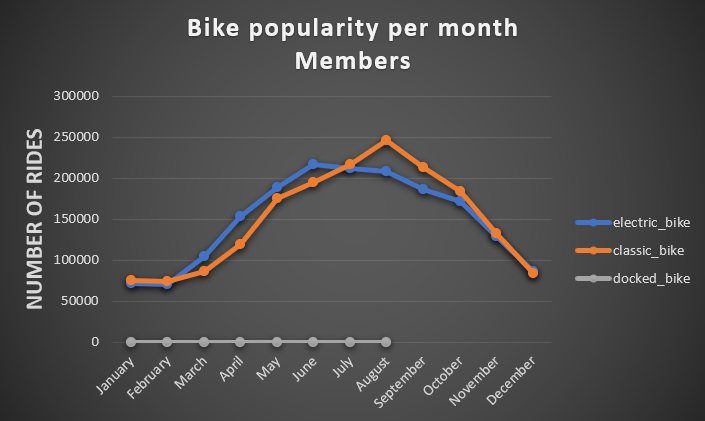 Bike popularity per month
Members
NUMBER OF RIDES
300000
250000
200000
150000
100000
50000
0
January
February
March
April
May
June
July
August
September
October
November
December
electric_bike
classic_bike
docked_bike